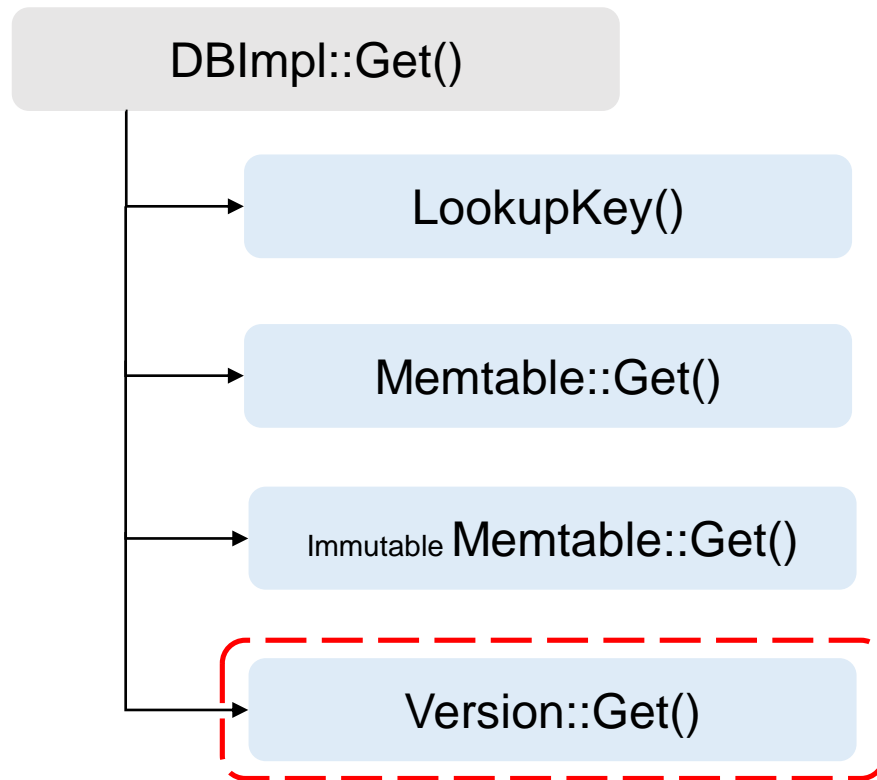 DBImpl::Get()
LookupKey()
Memtable::Get()
Immutable Memtable::Get()
Version::Get()